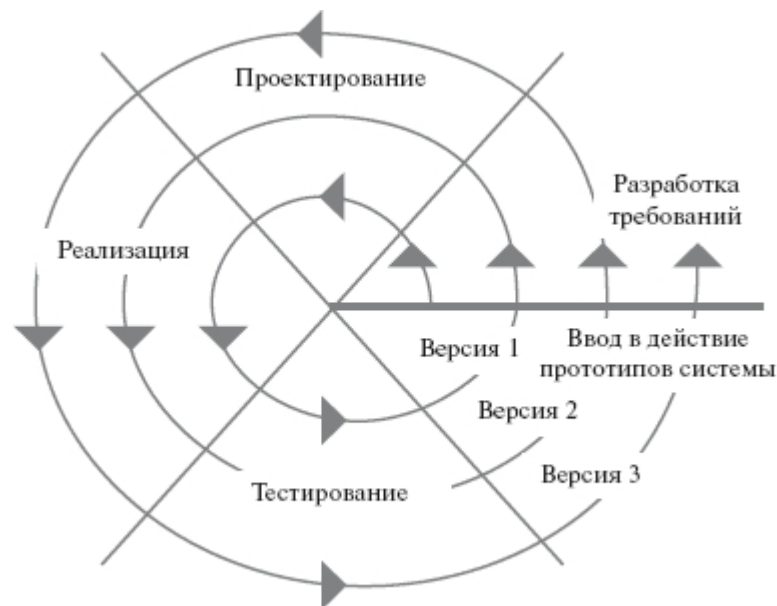 Проектирование
Разработка
требований
Реализация
Версия 1
Ввод в действие
прототипов системы
Версия 2
Версия 3
Тестирование